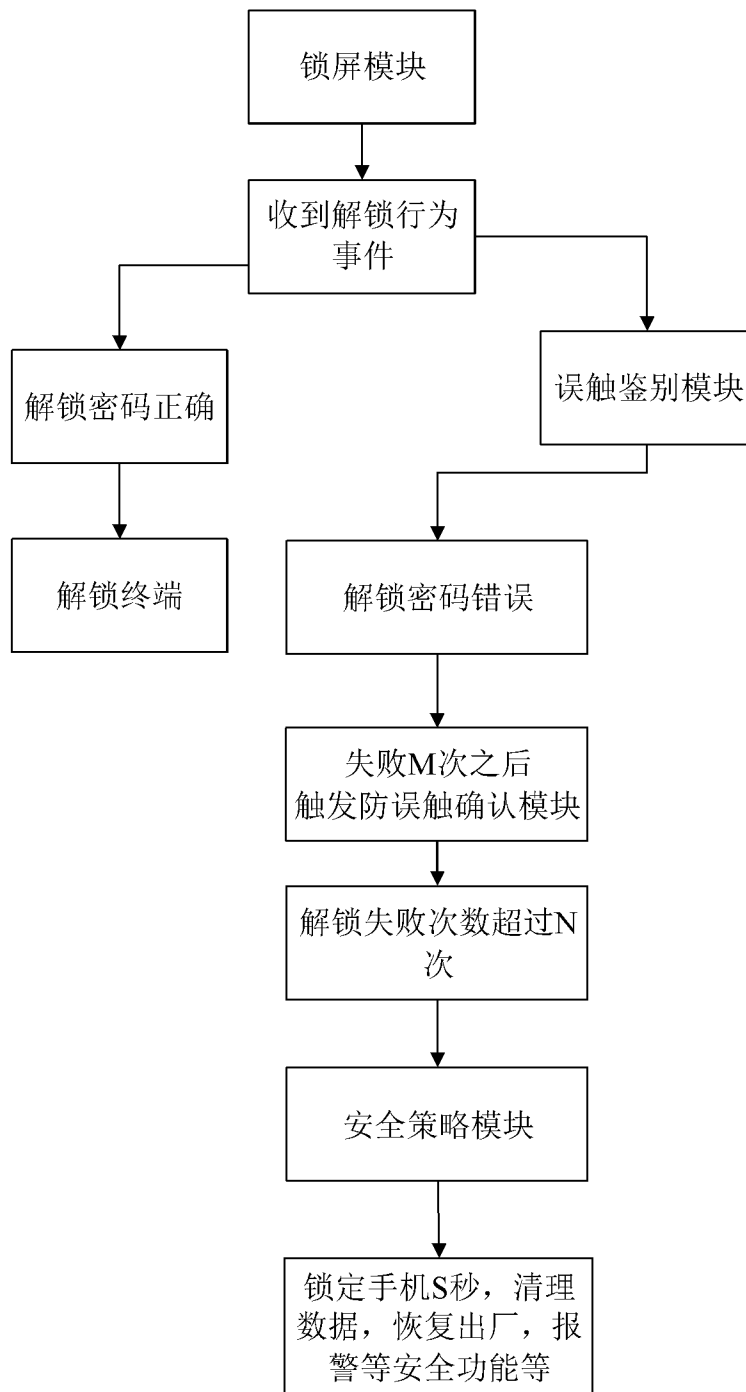 锁屏模块
收到解锁行为
事件
解锁密码正确
误触鉴别模块
解锁终端
解锁密码错误
失败M次之后
触发防误触确认模块
解锁失败次数超过N
次
安全策略模块
锁定手机S秒，清理
数据，恢复出厂，报
警等安全功能等